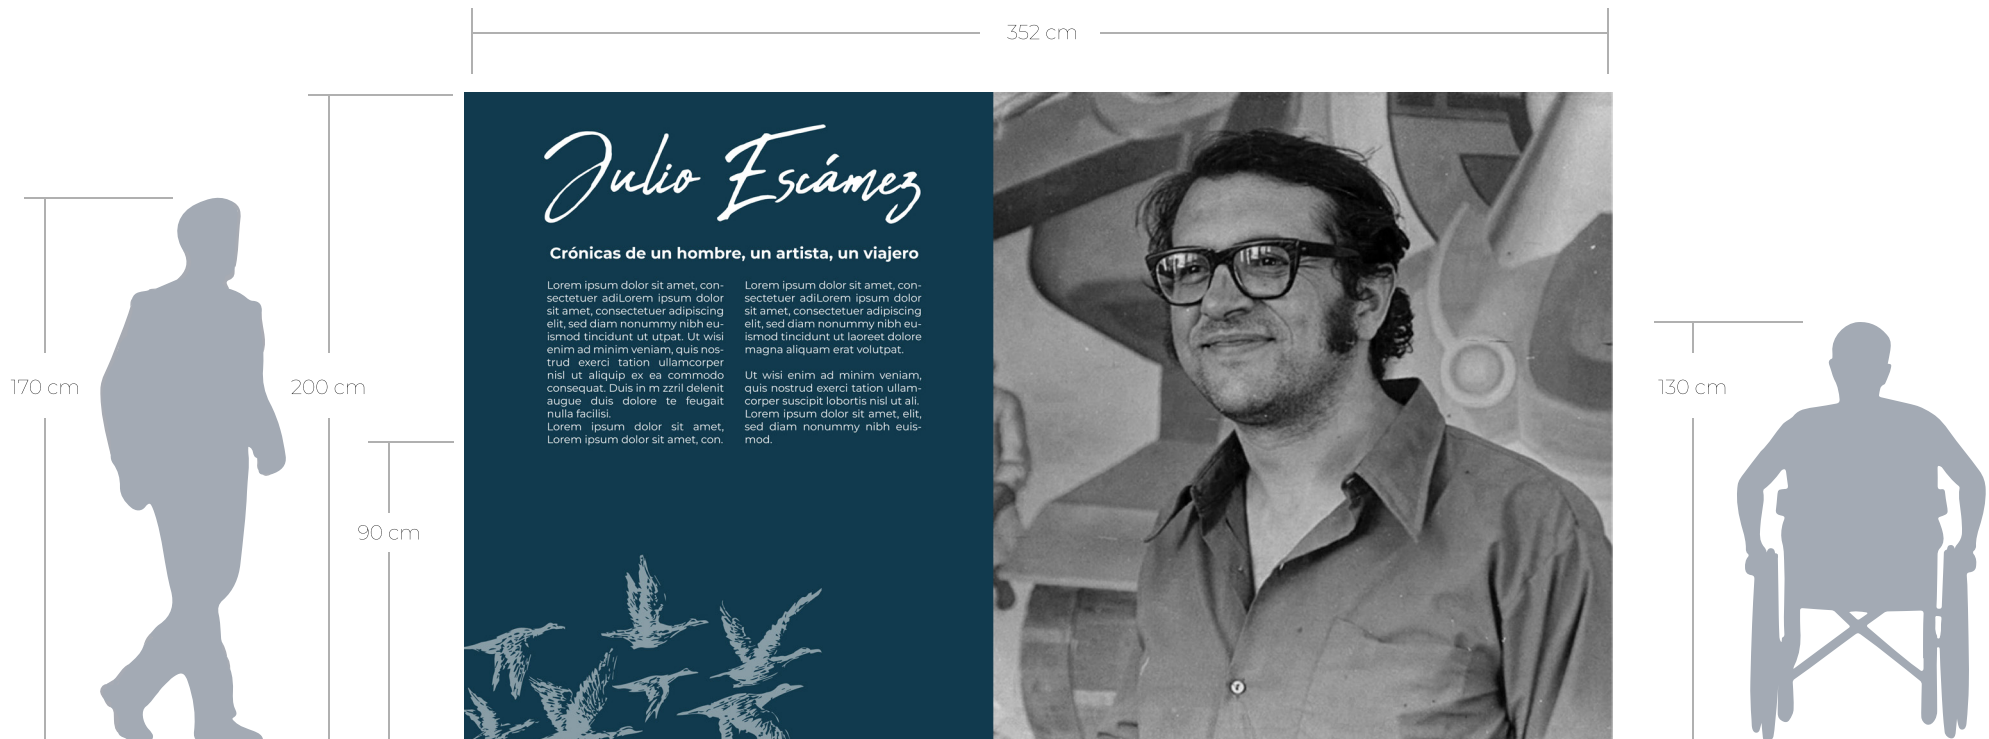 352 cm
Julio Escámez
Crónicas de un hombre, un artista, un viajero
Lorem ipsum dolor sit amet, con-
sectetuer adiLorem ipsum dolor
sit amet, consectetuer adipiscing
elit, sed diam nonummy nibh eu-
ismod tincidunt ut utpat. Ut wisi
enim ad minim veniam, quis nos-
trud exerci tation ullamcorper
nisl ut aliquip ex ea commodo
consequat. Duis in m zzril delenit
augue duis dolore te feugait
nulla facilisi.
Lorem ipsum dolor sit amet,
Lorem ipsum dolor sit amet, con.
Lorem ipsum dolor sit amet, con-
sectetuer adiLorem ipsum dolor
sit amet, consectetuer adipiscing
elit, sed diam nonummy nibh eu-
ismod tincidunt ut laoreet dolore
magna aliquam erat volutpat.
Ut wisi enim ad minim veniam,
quis nostrud exerci tation ullam-
corper suscipit lobortis nisl ut ali.
Lorem ipsum dolor sit amet, elit,
sed diam nonummy nibh euis-
mod.
170 cm
200 cm
90 cm
130 cm